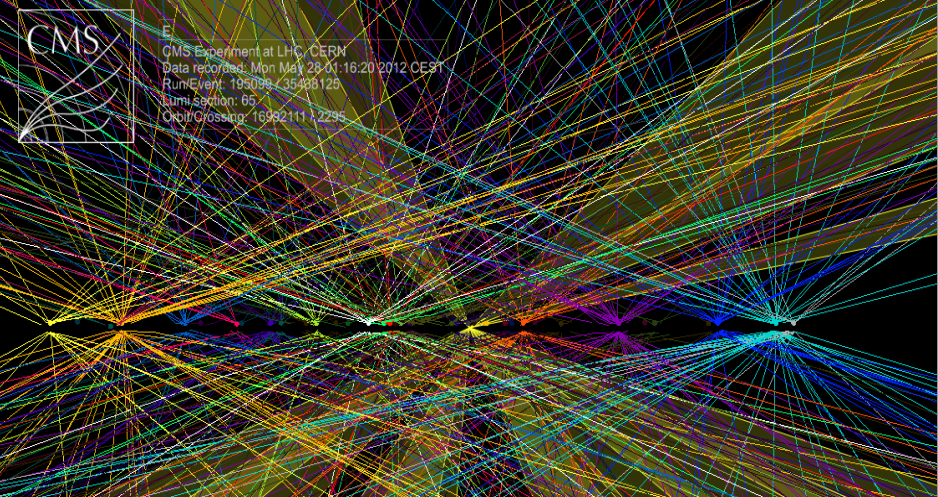 CMS
E
CMS Experiment at LHC, CERN
Data recorded: Mon May 28 01:16:20 2012 CEST
Run/Event: 195099 / 35488125
Lumi section: 65
Orbit/Crossing: 16992111 / 2295